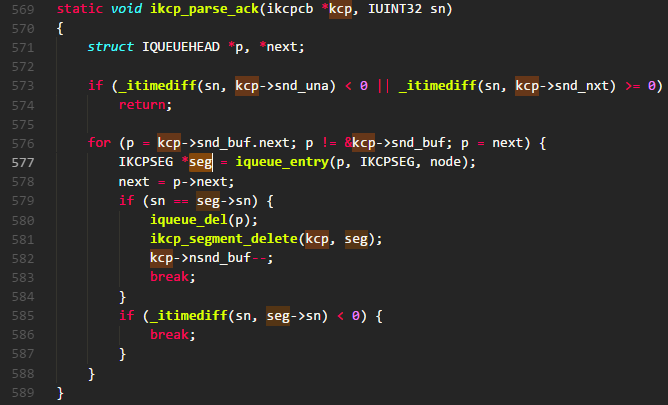 569 static void ikcp_parse_ack(ikcpcb *kcp, IUINT32 sn)
570 {
571     struct IQUEUEHEAD *p, *next;
572
573     if (_itimediff(sn, kcp->snd_una) < 0 || _itimediff(sn, kcp->snd_nxt) >= 0)
574         return;
575
576     for (p = kcp->snd_buf.next; p != &kcp->snd_buf; p = next) {
577         IKCPSEG *seg = iqueue_entry(p, IKCPSEG, node);
578         next = p->next;
579         if (sn == seg->sn) {
580             iqueue_del(p);
581             ikcp_segment_delete(kcp, seg);
582             kcp->nsnd_buf--;
583             break;
584         }
585         if (_itimediff(sn, seg->sn) < 0) {
586             break;
587         }
588     }
589 }